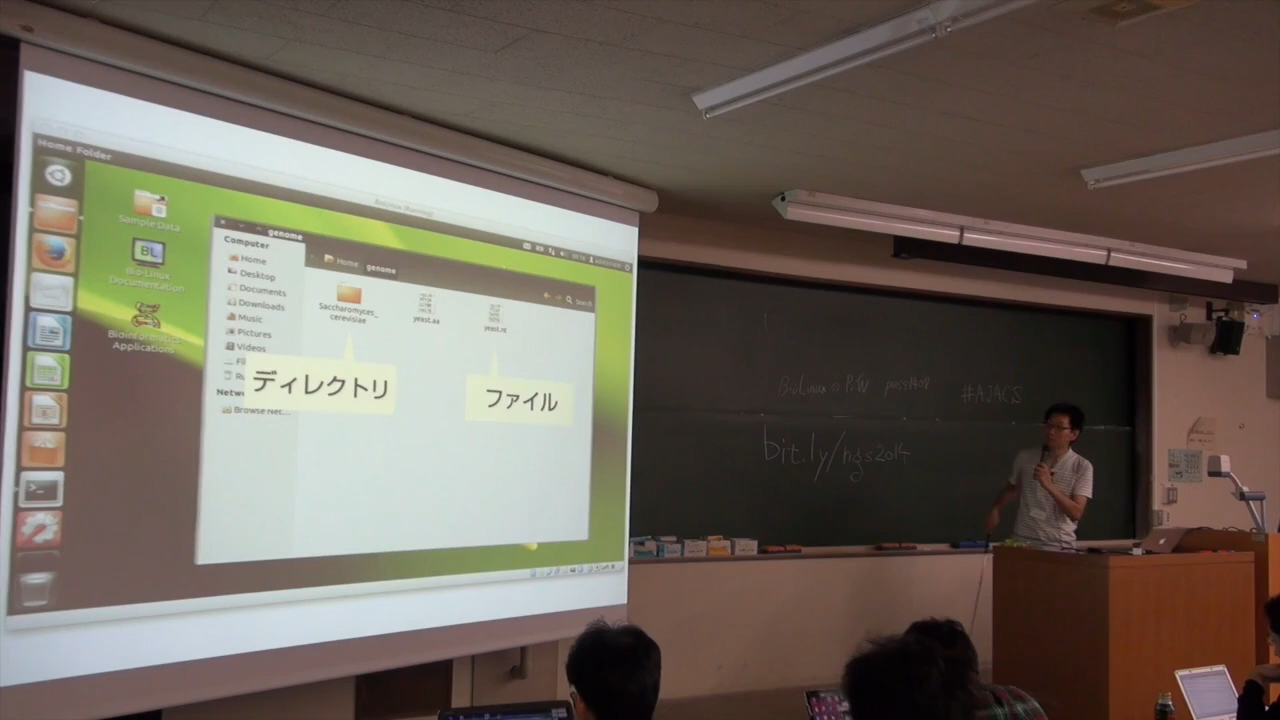 Home Folder
Sample Data
Bio-Linux
Documentation
Bioinformatics
Applications
genome
Computer
Home
Desktop
Documents
Downloads
Music
Pictures
Videos
Browse Net...
Home genome
Search
Saccharomyces_
cerevisiae
yeast.aa
yeast.nt
BL
ディレクトリ
ファイル
#AJACS
bit.ly/ngs2014